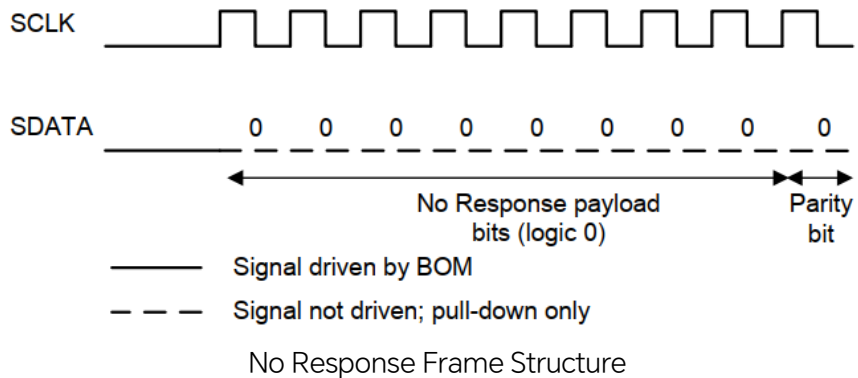 SCLK
SDATA 0 0 0 0 0 0 0 0 0
No Response payload Parity
bits (logic 0) bit
Signal driven by BOM
Signal not driven; pull-down only
No Response Frame Structure